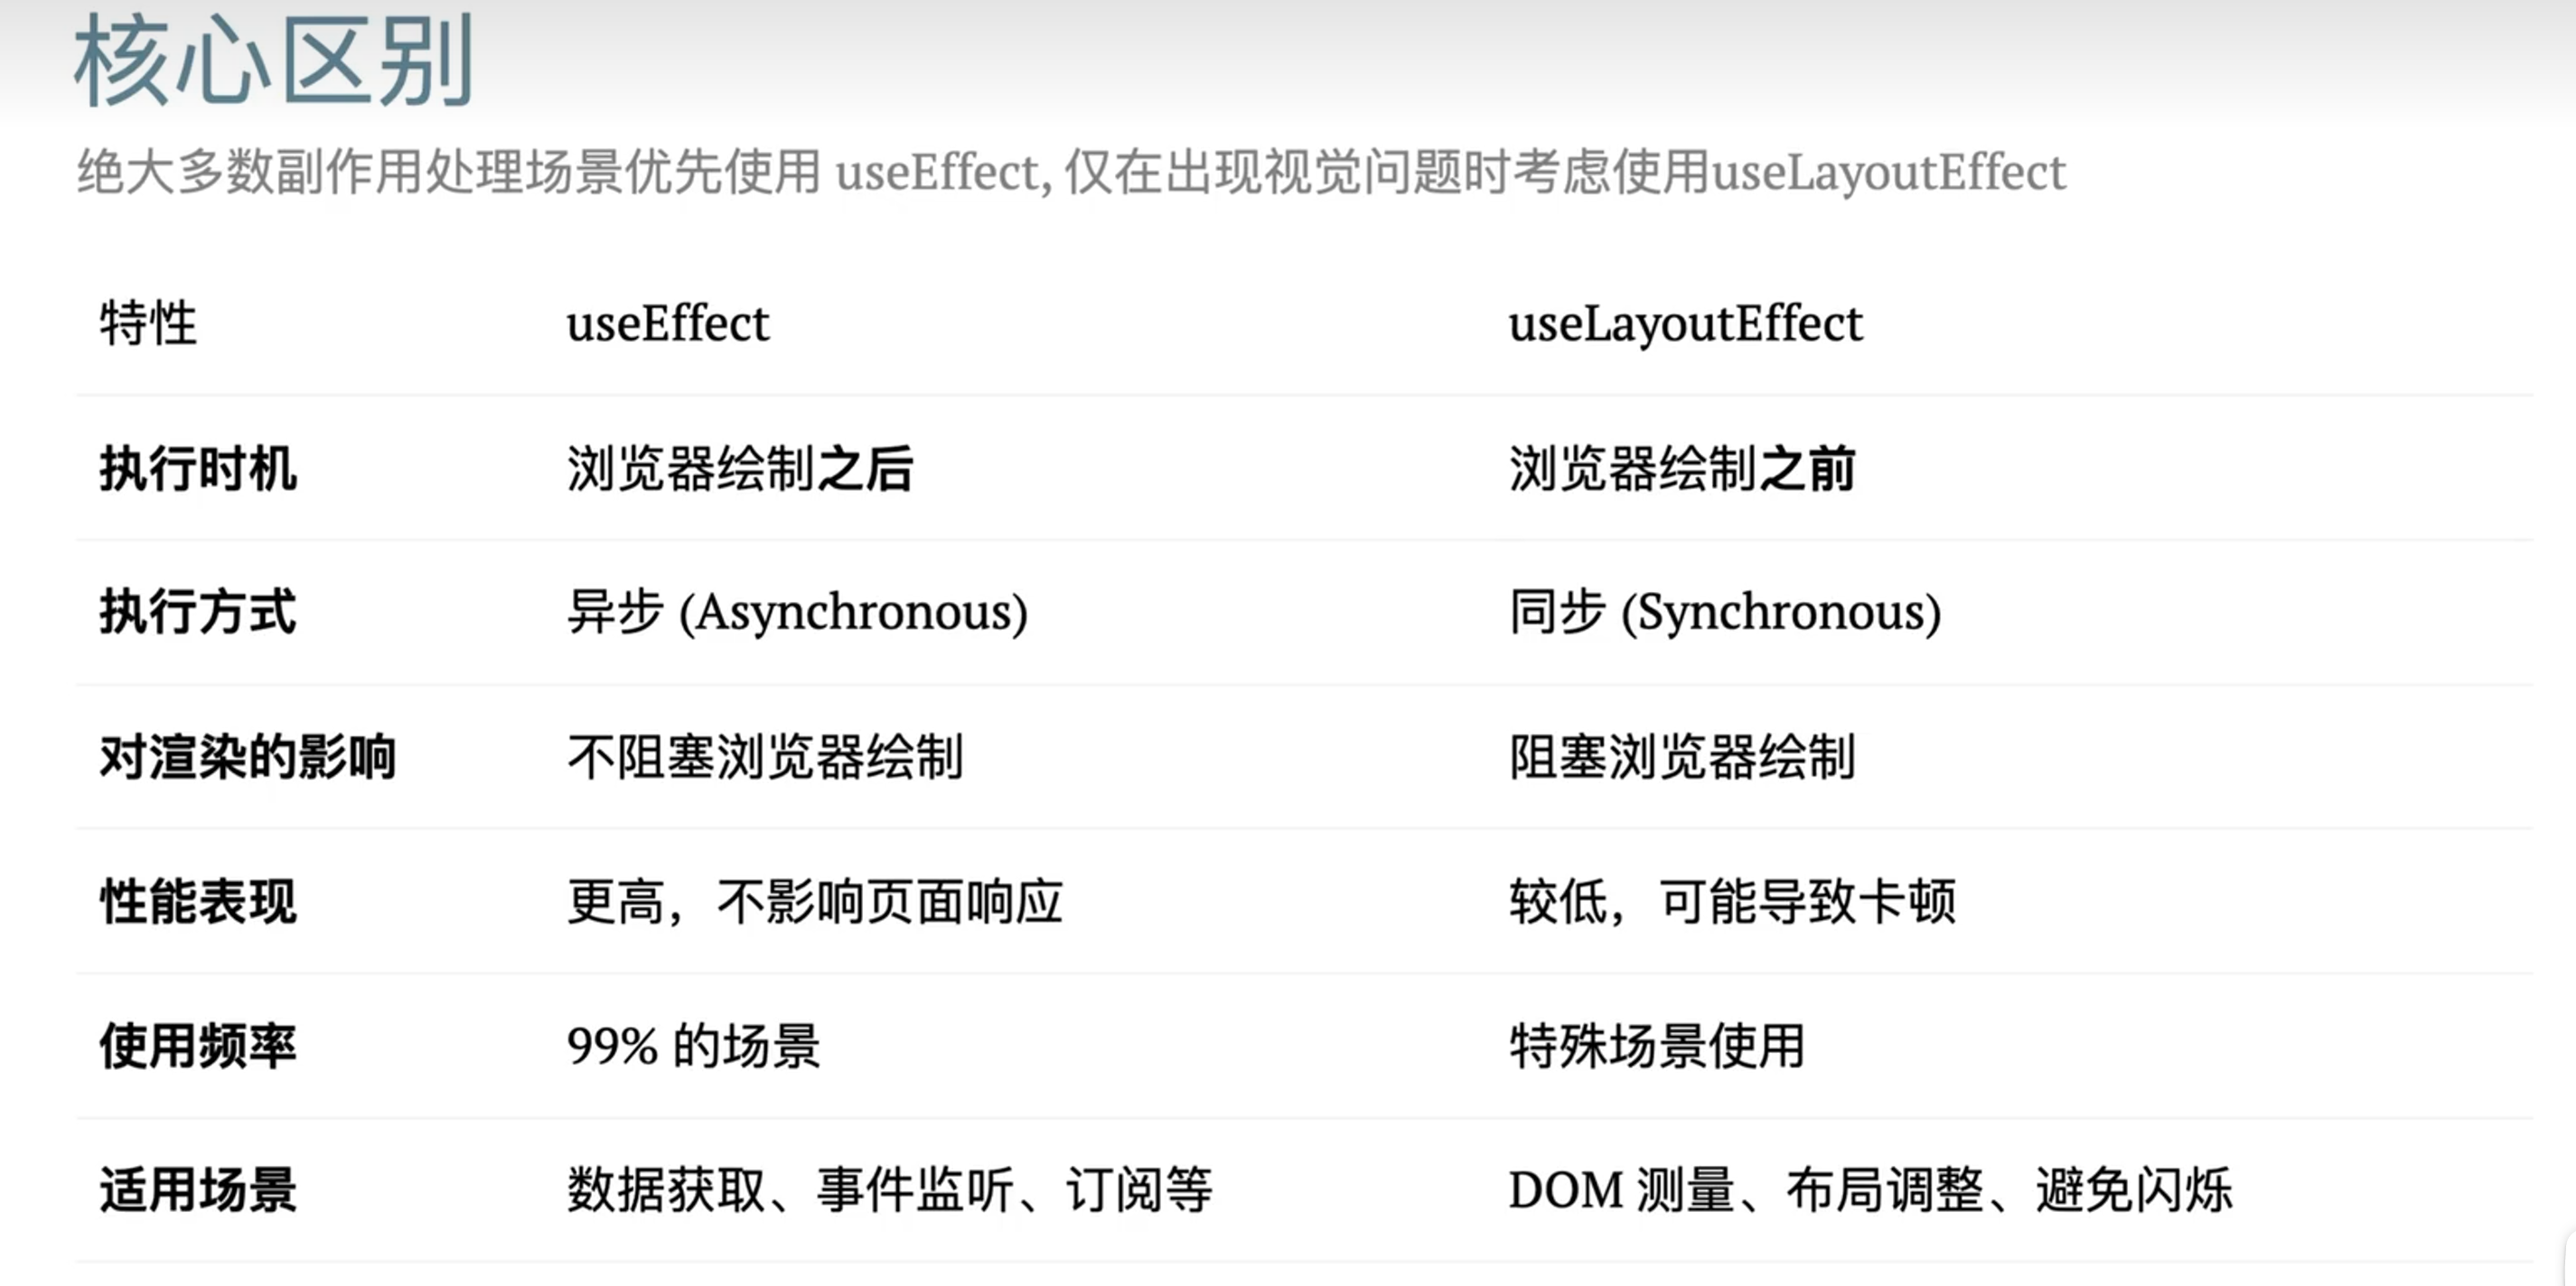 核心区别
绝大多数副作用处理场景优先使用 useEffect, 仅在出现视觉问题时考虑使用useLayoutEffect
特性 useEffect useLayoutEffect
执行时机 浏览器绘制之后 浏览器绘制之前
执行方式 异步 (Asynchronous) 同步 (Synchronous)
对渲染的影响 不阻塞浏览器绘制 阻塞浏览器绘制
性能表现 更高，不影响页面响应 较低，可能导致卡顿
使用频率 99% 的场景 特殊场景使用
适用场景 数据获取、事件监听、订阅等 DOM 测量、布局调整、避免闪烁